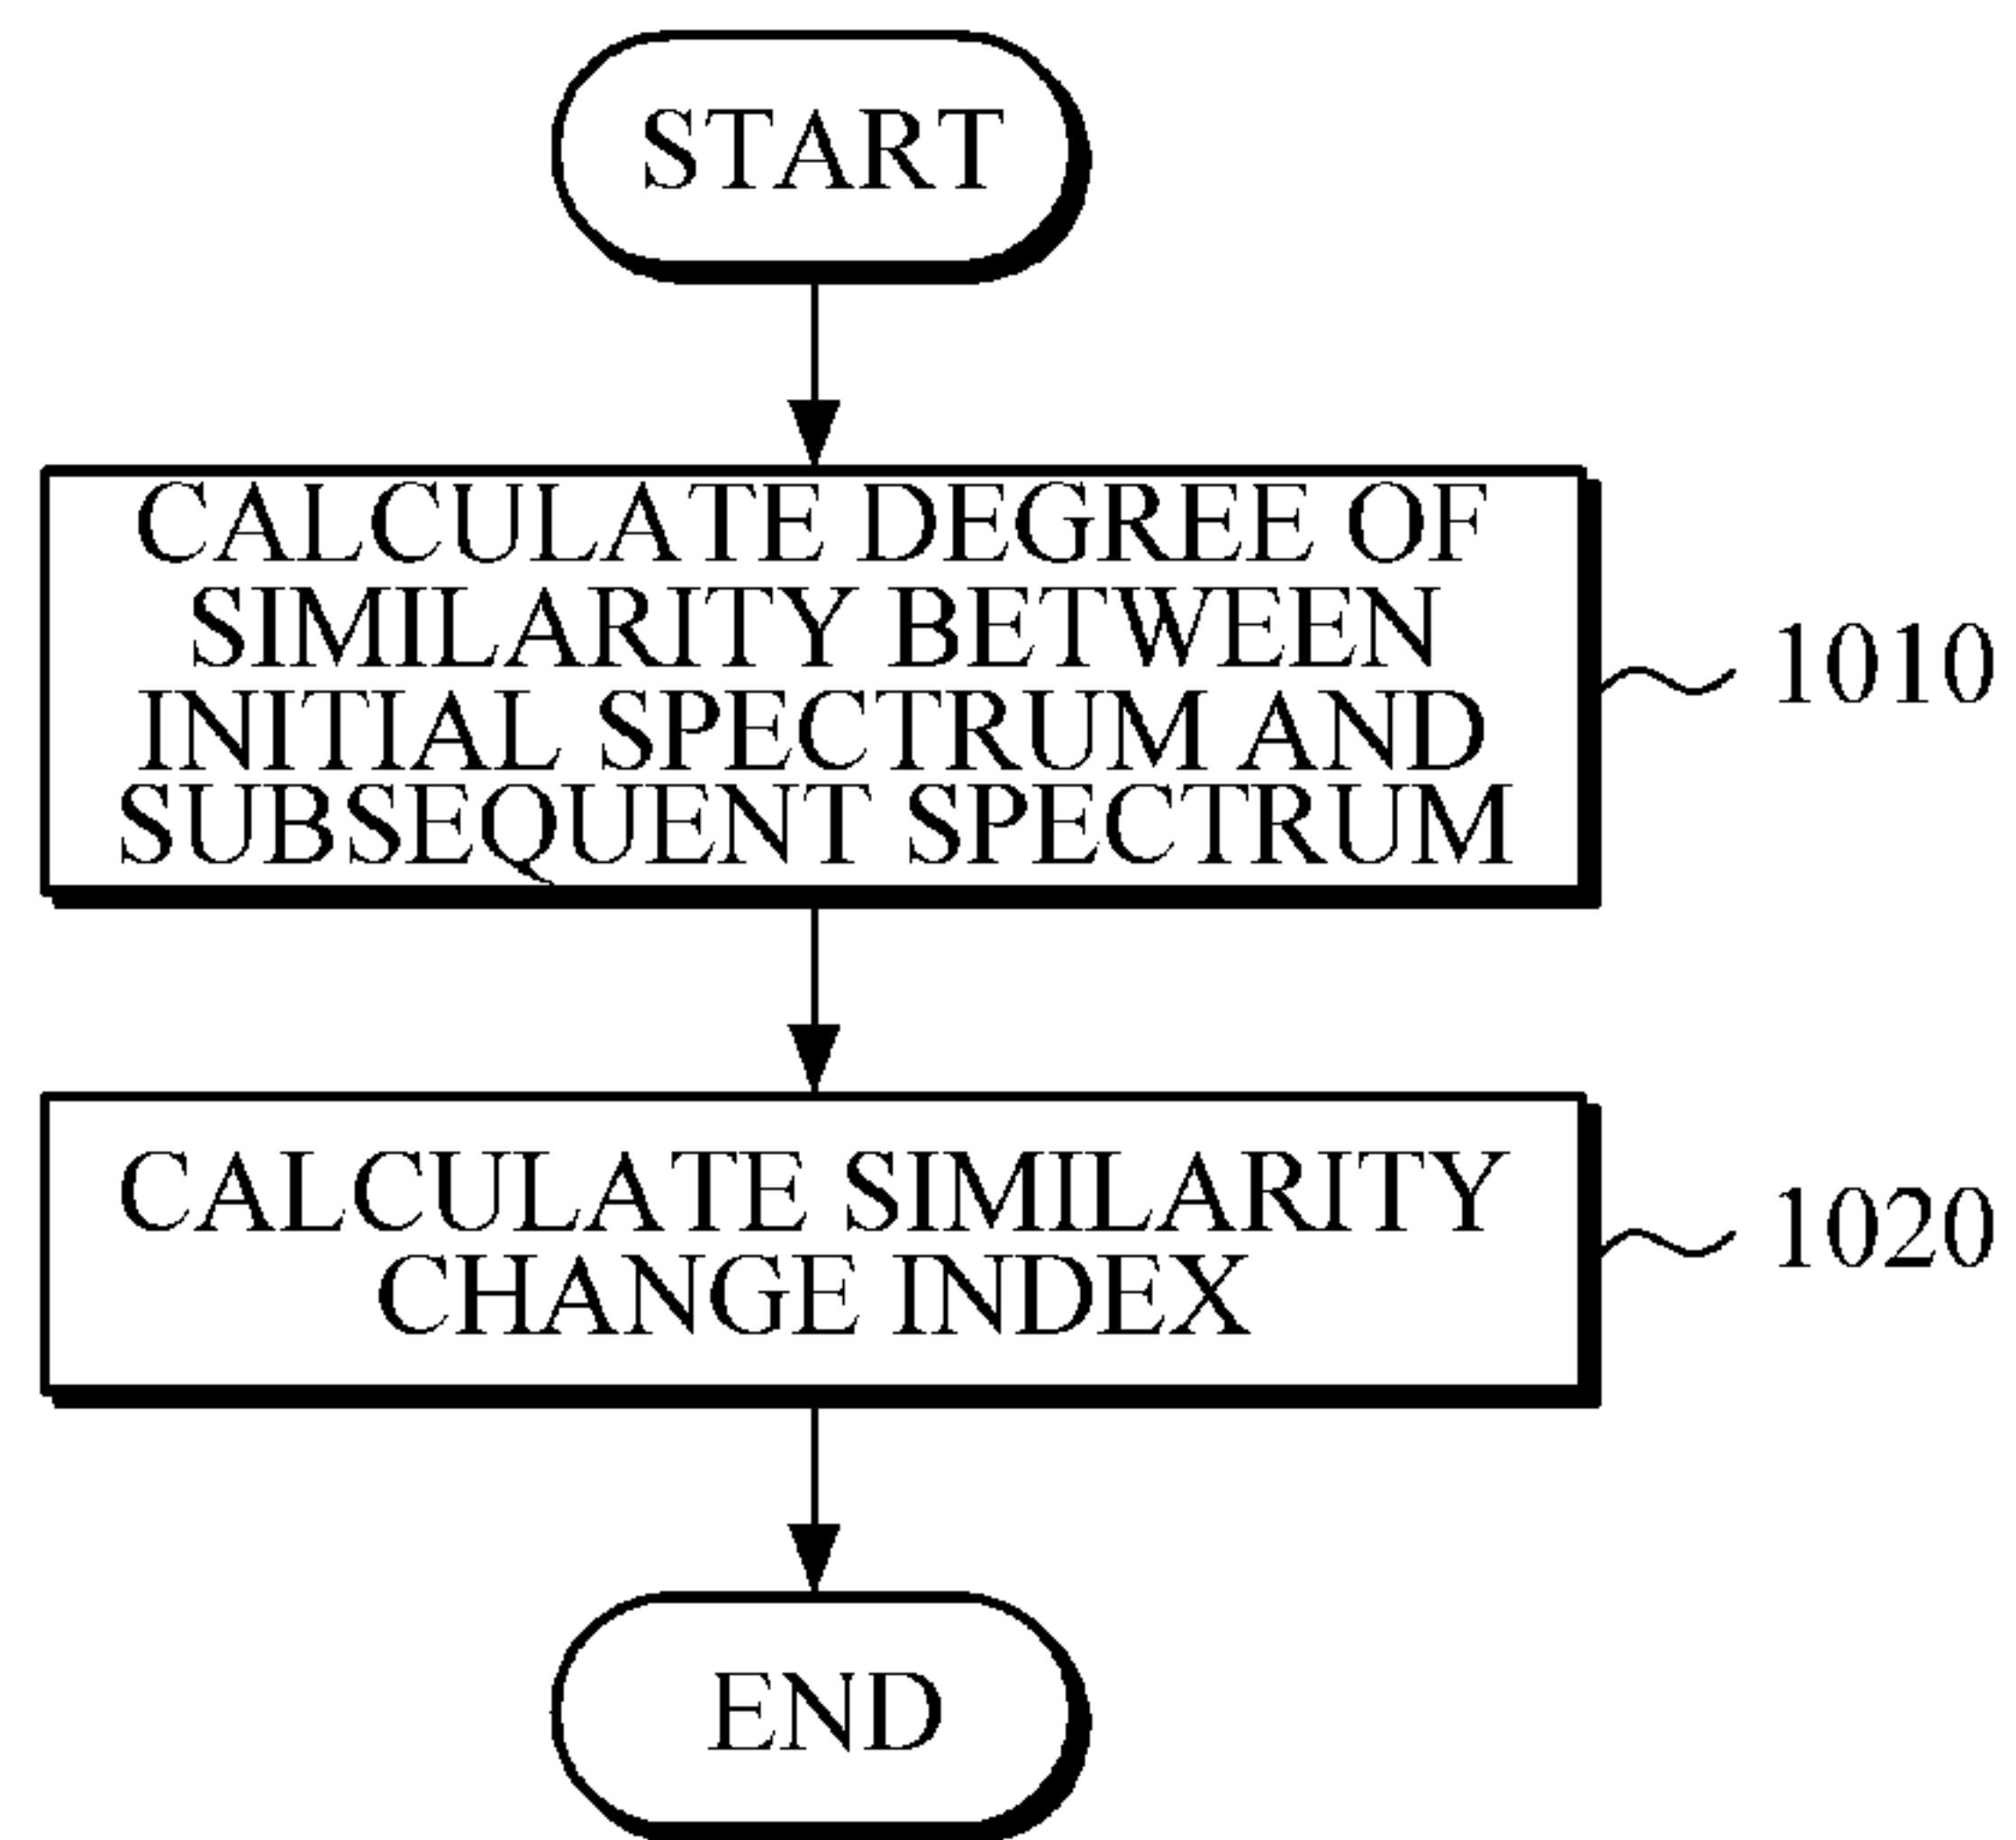 START
CALCULATE DEGREE OF
SIMILARITY BETWEEN
INITIAL SPECTRUM AND
SUBSEQUENT SPECTRUM
1010
CALCULATE SIMILARITY
CHANGE INDEX
1020
END